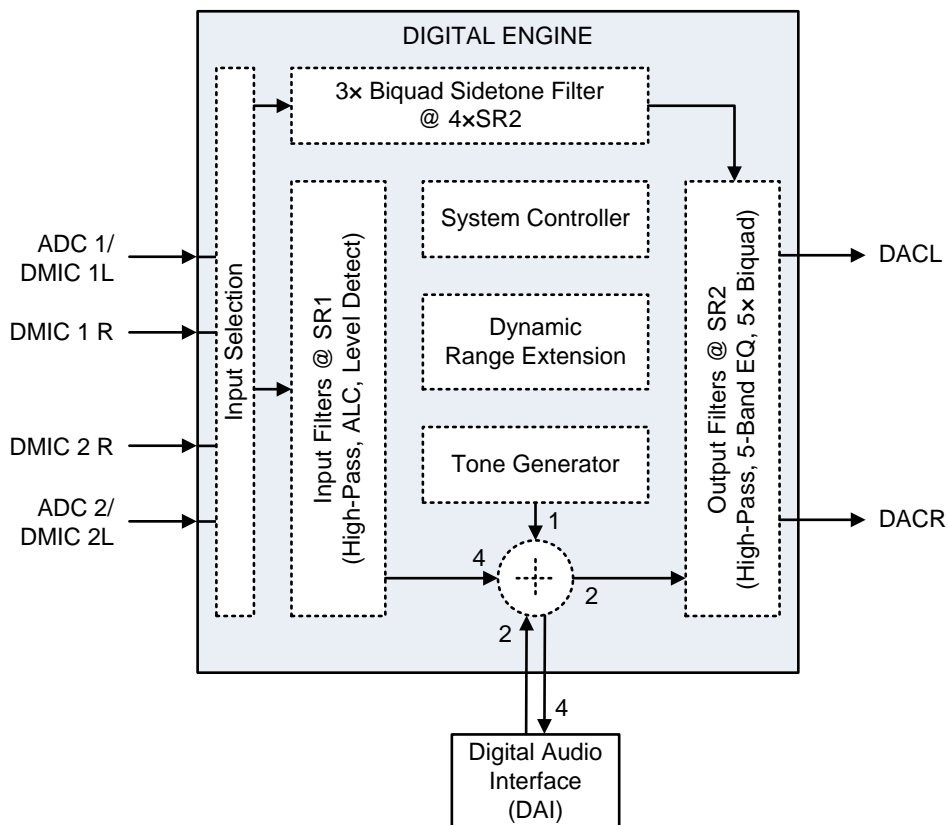 DIGITAL ENGINE
3× Biquad Sidetone Filter
@ 4×SR2
System Controller
Dynamic
Range Extension
Tone Generator
Input Selection
Input Filters @ SR1
(High-Pass, ALC, Level Detect)
Output Filters @ SR2
(High-Pass, 5-Band EQ, 5× Biquad)
ADC 1/
DMIC 1L
DMIC 1 R
DMIC 2 R
ADC 2/
DMIC 2L
DACL
DACR
1
4
2
2
4
Digital Audio
Interface
(DAI)